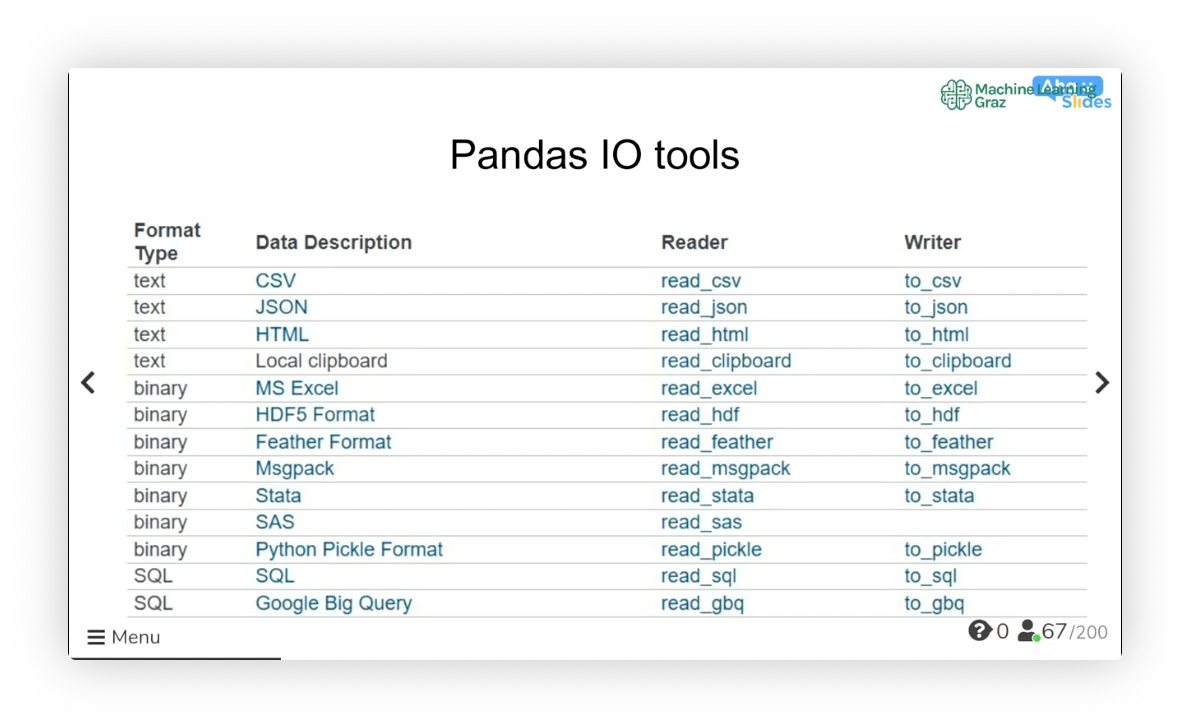 Machine Learning
Graz
Slides
Pandas IO tools
Format
Type Data Description Reader Writer
text CSV read_csv to_csv
text JSON read_json to_json
text HTML read_html to_html
text Local clipboard read_clipboard to_clipboard
binary MS Excel read_excel to_excel
binary HDF5 Format read_hdf to_hdf
binary Feather Format read_feather to_feather
binary Msgpack read_msgpack to_msgpack
binary Stata read_stata to_stata
binary SAS read_sas
binary Python Pickle Format read_pickle to_pickle
SQL SQL read_sql to_sql
SQL Google Big Query read_gbq to_gbq
Menu
? 0 67/200